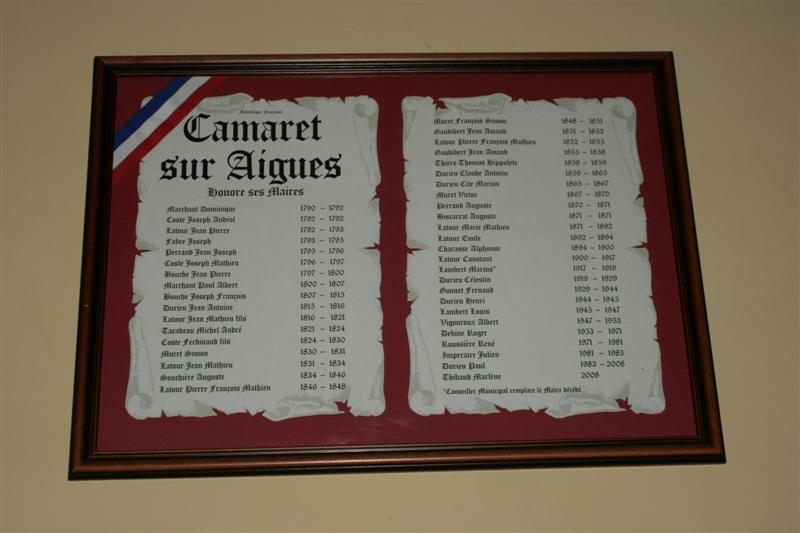 République Française
Camaret
sur Aigues
Honore ses Maires
Marchant Dominique 1790 – 1792
Coste Joseph Andéol 1792 – 1792
Latour Jean Pierre 1792 – 1793
Fabre Joseph 1793 – 1795
Perrand Jean Joseph 1795 – 1796
Coste Joseph Mathieu 1796 – 1797
Bouche Jean Pierre 1797 – 1800
Marchant Paul Albert 1800 – 1807
Bouche Joseph François 1807 – 1815
Durieu Jean Antoine 1815 – 1816
Latour Jean Mathieu fils 1816 – 1821
Tarabeau Michel André 1821 – 1824
Coste Ferdinand fils 1824 – 1830
Muret Simon 1830 – 1831
Latour Jean Mathieu 1831 – 1834
Souchière Auguste 1834 – 1846
Latour Pierre François Mathieu 1846 – 1848
Muret François Simon 1848 – 1851
Gaudibert Jean Amand 1851 – 1852
Latour Pierre François Mathieu 1852 – 1855
Gaudibert Jean Amand 1855 – 1858
Thiers Thomas Hippolyte 1858 – 1859
Durieu Claude Antoine 1859 – 1865
Durieu Cite Marius 1865 – 1867
Muret Victor 1867 – 1870
Perrand Auguste 1870 – 1871
Biscarrat Auguste 1871 – 1871
Latour Marie Mathieu 1871 – 1892
Latour Emile 1892 – 1894
Charasse Alphonse 1894 – 1900
Latour Constant 1900 – 1917
Lambert Marius* 1917 – 1919
Durieu Célestin 1919 – 1929
Gonnet Fernand 1929 – 1944
Durieu Henri 1944 – 1945
Lambert Louis 1945 – 1947
Vigouroux Albert 1947 – 1953
Devine Roger 1953 – 1971
Roussière René 1971 – 1981
Imperaire Julien 1981 – 1983
Durieu Paul 1983 – 2008
Thibaud Marlène 2008
*Conseiller Municipal remplace le Maire décédé.